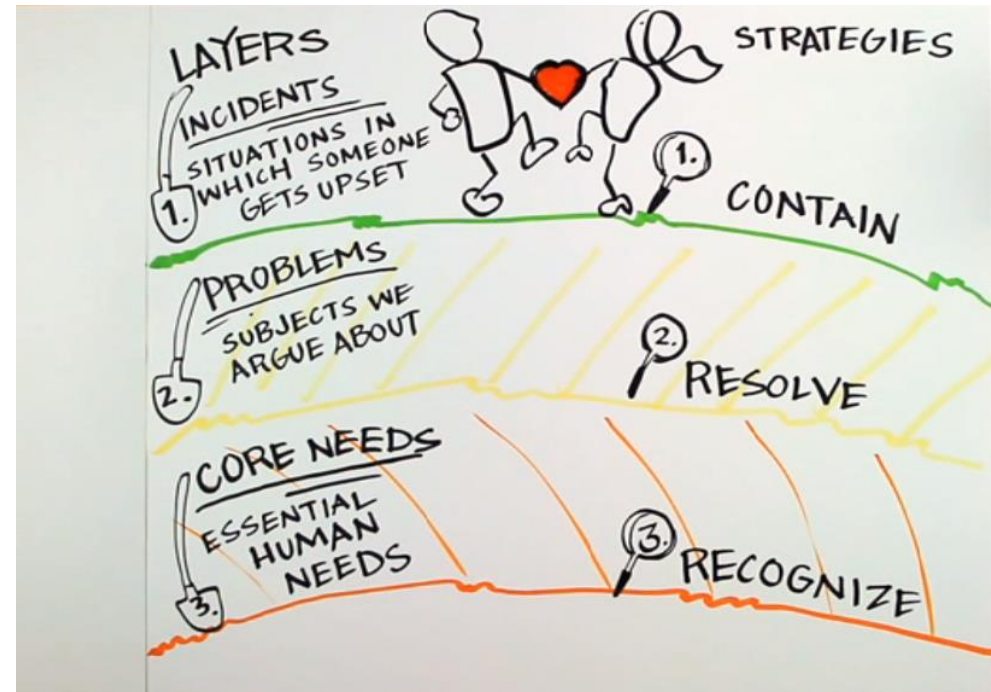 LAYERS
STRATEGIES
INCIDENTS
SITUATIONS IN
WHICH SOMEONE
GETS UPSET
1.
1.
CONTAIN
PROBLEMS
SUBJECTS WE
ARGUE ABOUT
2.
2.
RESOLVE
CORE NEEDS
ESSENTIAL
HUMAN
NEEDS
3.
3.
RECOGNIZE